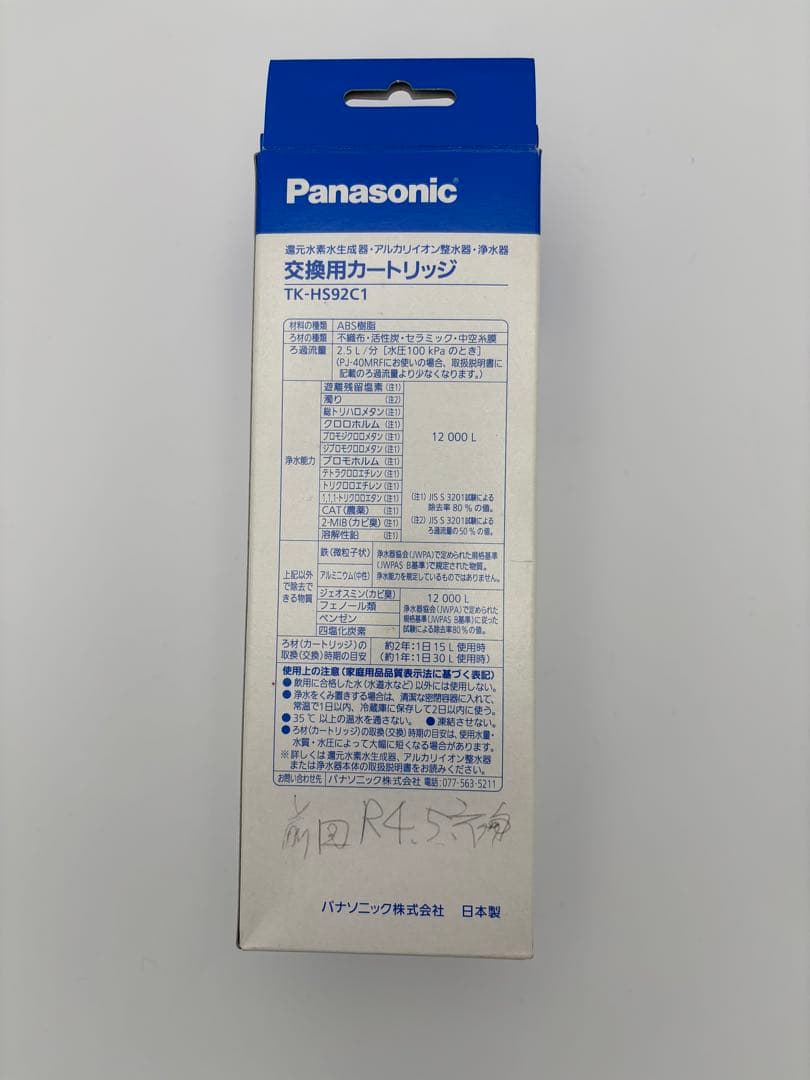 Panasonic
還元水素水生成器・アルカリイオン整水器・浄水器
交換用カートリッジ
TK-HS92C1
材料の種類 ABS樹脂
ろ材の種類 不織布・活性炭・セラミック・中空糸膜
ろ過流量 2.5 L/分 [水圧100 kPa のとき]
(PJ-40MRFにお使いの場合、取扱説明書に
記載のろ過流量より少なくなります。)
浄水能力
遊離残留塩素 (注1)
濁り (注2)
総トリハロメタン (注1)
クロロホルム (注1)
ブロモジクロロメタン (注1)
ジブロモクロロメタン (注1)
ブロモホルム (注1)
テトラクロロエチレン (注1)
トリクロロエチレン (注1)
1,1,1-トリクロロエタン (注1)
CAT(農薬) (注1)
2-MIB(カビ臭) (注1)
溶解性鉛 (注1)
12 000 L
(注1) JIS S 3201試験による
除去率 80 % の値。
(注2) JIS S 3201試験による
ろ過流量の50 % の値。
上記以外
で除去で
きる物質
鉄(微粒子状)
アルミニウム(中性)
浄水器協会(JWPA)で定められた規格基準
(JWPAS B基準)で規定された物質。
浄水能力を規定しているものではありません。
ジェオスミン(カビ臭)
フェノール類
ベンゼン
四塩化炭素
12 000 L
浄水器協会(JWPA)で定められた
規格基準(JWPAS B基準)に従った
試験による除去率80%の値。
ろ材(カートリッジ)の
取換(交換)時期の目安
約2年:1日15 L使用時
(約1年:1日30 L使用時)
使用上の注意(家庭用品品質表示法に基づく表記)
● 飲用に合格した水(水道水など)以外には使用しない。
● 浄水をくみ置きする場合は、清潔な密閉容器に入れて、
常温で1日以内、冷蔵庫に保存して2日以内に使う。
● 35 ℃ 以上の温水を通さない。 ● 凍結させない。
● ろ材(カートリッジ)の取換(交換)時期の目安は、使用水量・
水質・水圧によって大幅に短くなる場合があります。
※詳しくは還元水素水生成器、アルカリイオン整水器
または浄水器本体の取扱説明書をお読みください。
お問い合わせ先 パナソニック株式会社 電話:077-563-5211
前回 R4.5
パナソニック株式会社 日本製